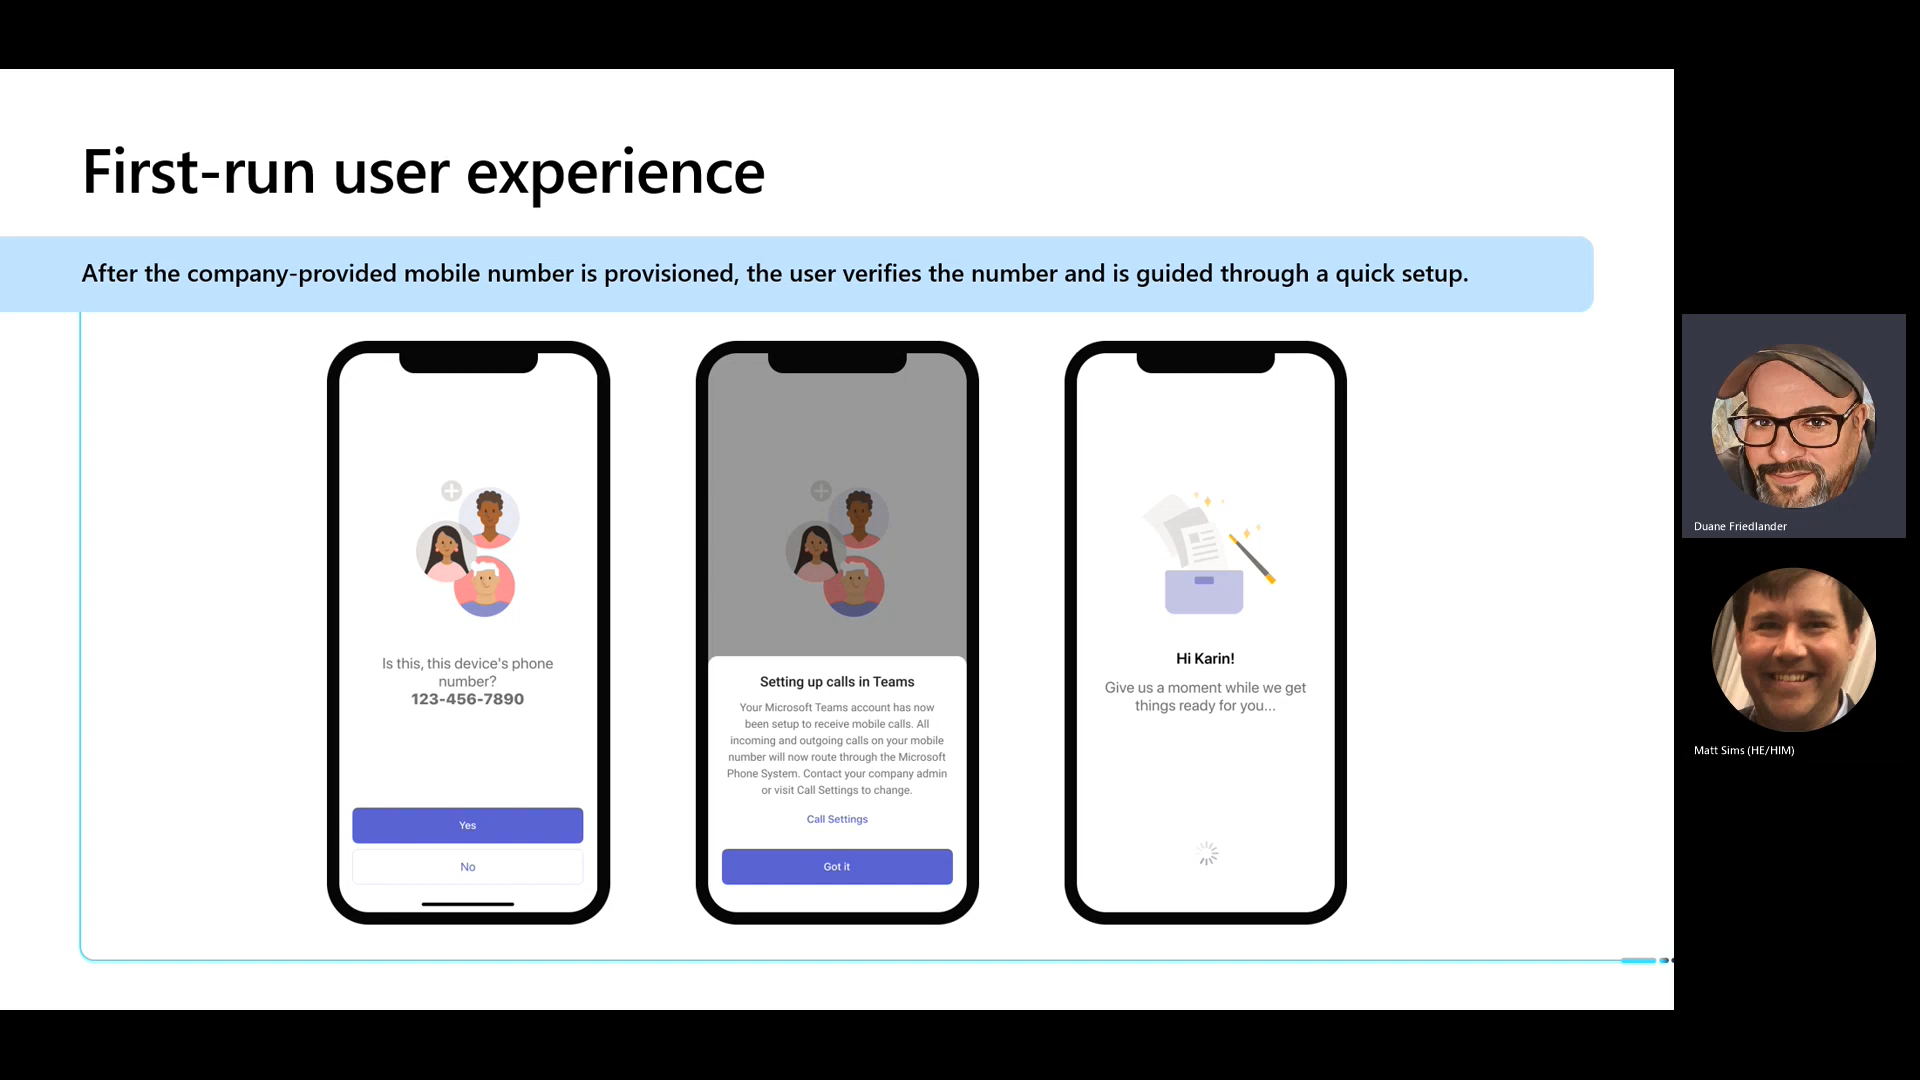 First-run user experience
After the company-provided mobile number is provisioned, the user verifies the number and is guided through a quick setup.
Is this, this device's phone
number?
123-456-7890
Yes
No
Setting up calls in Teams
Your Microsoft Teams account has now
been setup to receive mobile calls. All
incoming and outgoing calls on your mobile
number will now route through the Microsoft
Phone System. Contact your company admin
or visit Call Settings to change.
Call Settings
Got it
Hi Karin!
Give us a moment while we get
things ready for you...
Duane Friedlander
Matt Sims (HE/HIM)